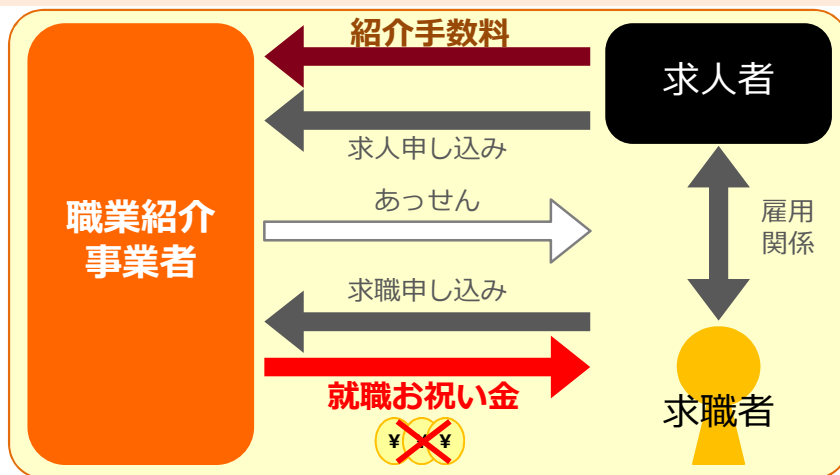 紹介手数料
求人者
求人申し込み
あっせん
職業紹介
事業者
雇用
関係
求職申し込み
就職お祝い金
求職者
¥ ¥ ¥